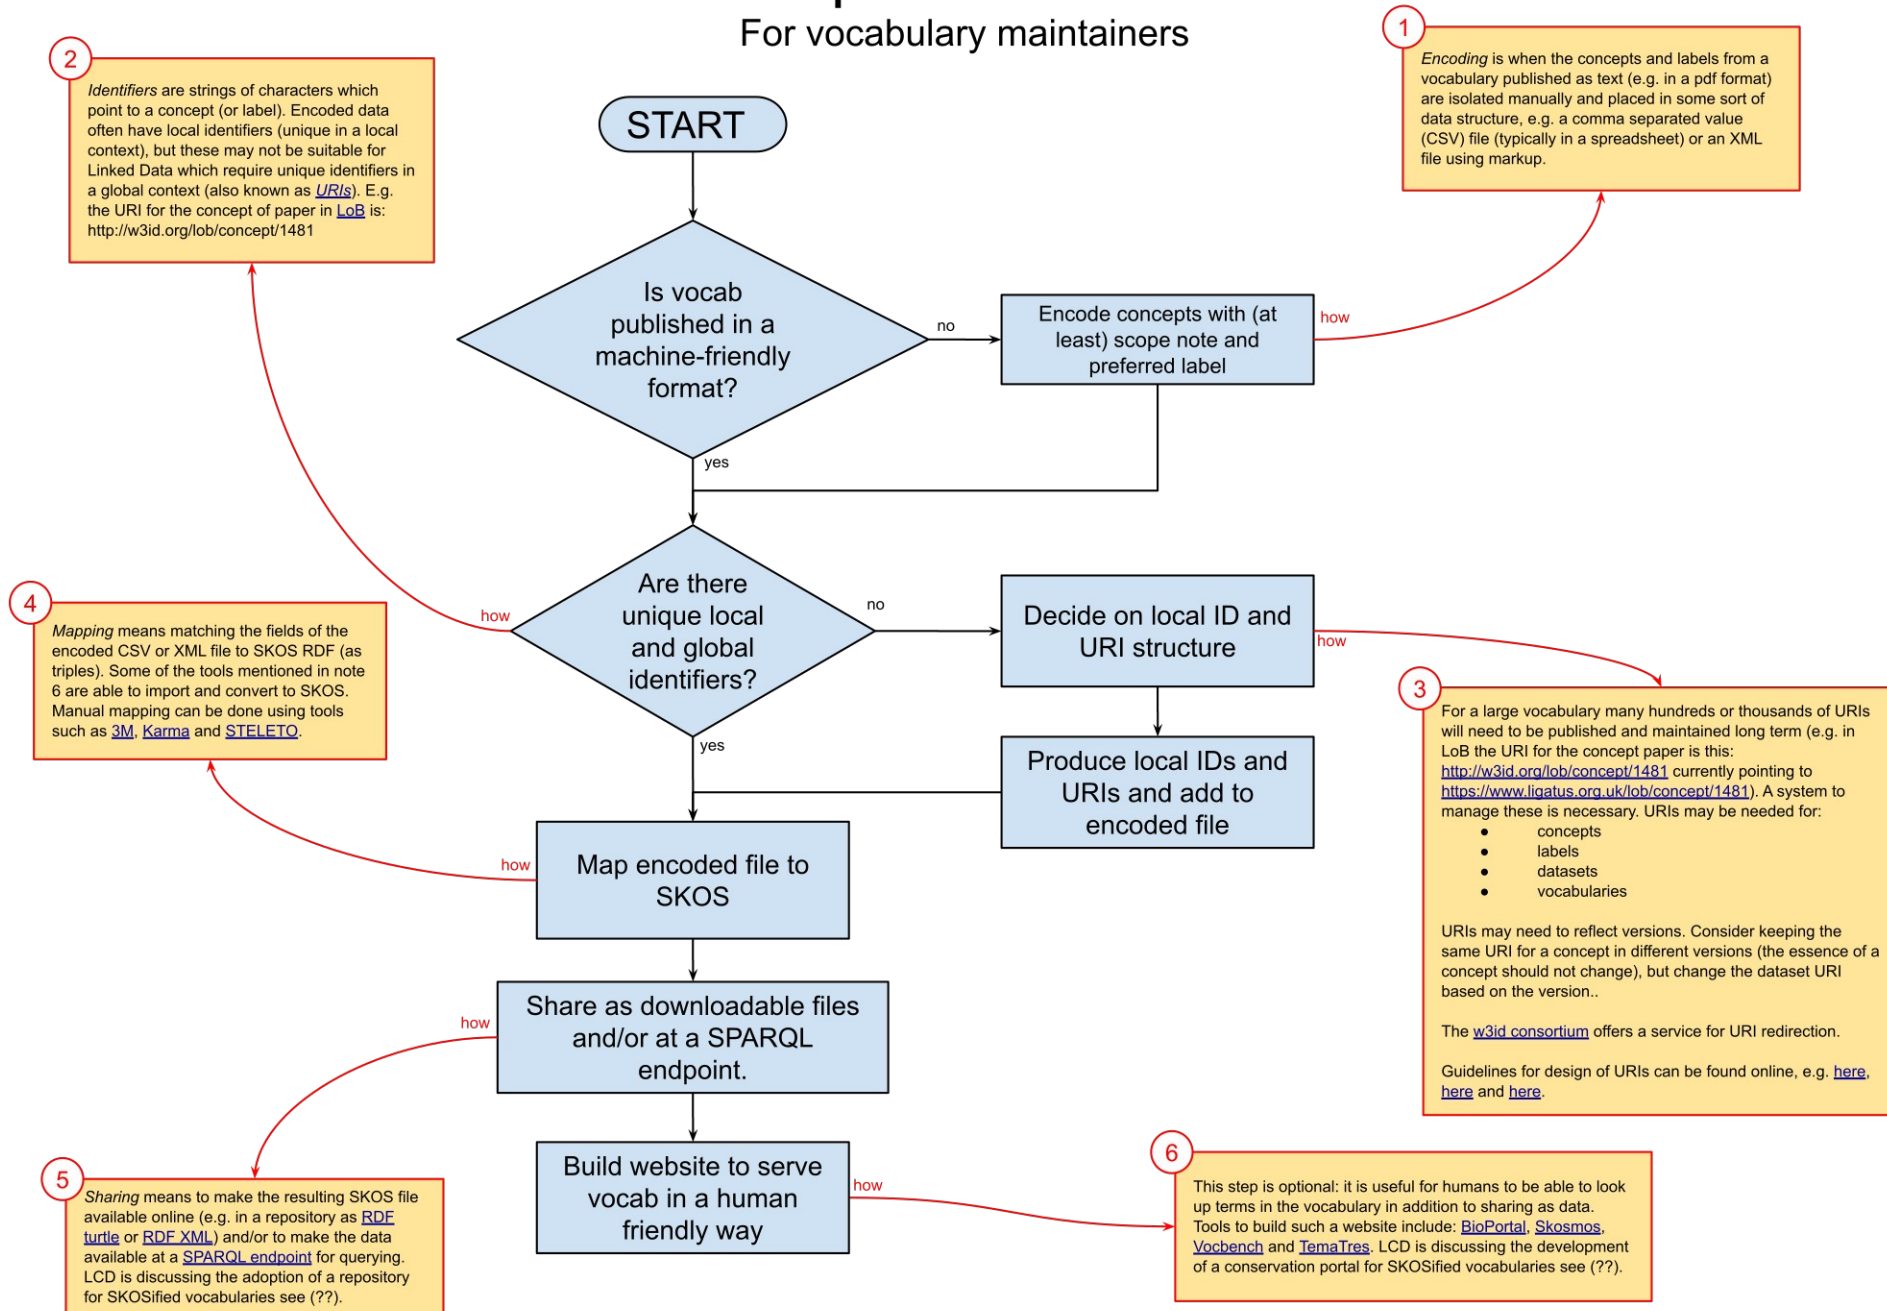 For vocabulary maintainers
1
Encoding is when the concepts and labels from a
vocabulary published as text (e.g. in a pdf format)
are isolated manually and placed in some sort of
data structure, e.g. a comma separated value
(CSV) file (typically in a spreadsheet) or an XML
file using markup.
2
Identifiers are strings of characters which
point to a concept (or label). Encoded data
often have local identifiers (unique in a local
context), but these may not be suitable for
Linked Data which require unique identifiers in
a global context (also known as URIs). E.g.
the URI for the concept of paper in LoB is:
http://w3id.org/lob/concept/1481
START
Is vocab
published in a
machine-friendly
format?
no
Encode concepts with (at
least) scope note and
preferred label
how
yes
Are there
unique local
and global
identifiers?
how
no
Decide on local ID and
URI structure
how
yes
Produce local IDs and
URIs and add to
encoded file
4
Mapping means matching the fields of the
encoded CSV or XML file to SKOS RDF (as
triples). Some of the tools mentioned in note
6 are able to import and convert to SKOS.
Manual mapping can be done using tools
such as 3M, Karma and STELETO.
3
For a large vocabulary many hundreds or thousands of URIs
will need to be published and maintained long term (e.g. in
LoB the URI for the concept paper is this:
http://w3id.org/lob/concept/1481 currently pointing to
https://www.ligatus.org.uk/lob/concept/1481). A system to
manage these is necessary. URIs may be needed for:
● concepts
● labels
● datasets
● vocabularies
URIs may need to reflect versions. Consider keeping the
same URI for a concept in different versions (the essence of a
concept should not change), but change the dataset URI
based on the version..
The w3id consortium offers a service for URI redirection.
Guidelines for design of URIs can be found online, e.g. here,
here and here.
how
Map encoded file to
SKOS
how
Share as downloadable files
and/or at a SPARQL
endpoint.
Build website to serve
vocab in a human
friendly way
how
5
Sharing means to make the resulting SKOS file
available online (e.g. in a repository as RDF
turtle or RDF XML) and/or to make the data
available at a SPARQL endpoint for querying.
LCD is discussing the adoption of a repository
for SKOSified vocabularies see (??).
6
This step is optional: it is useful for humans to be able to look
up terms in the vocabulary in addition to sharing as data.
Tools to build such a website include: BioPortal, Skosmos,
Vocbench and TemaTres. LCD is discussing the development
of a conservation portal for SKOSified vocabularies see (??).